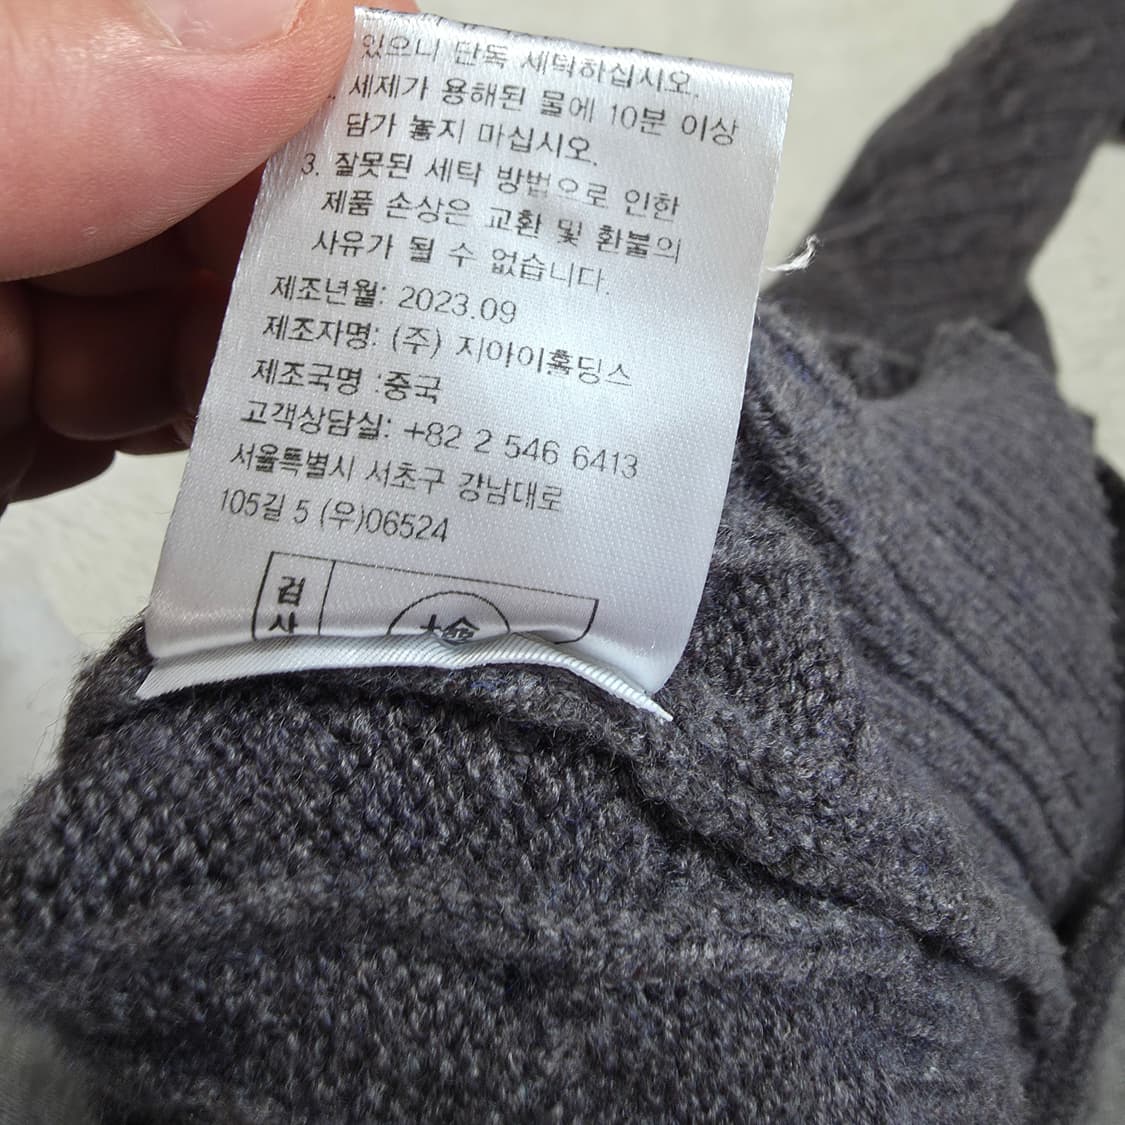 있으니 단독 세탁하십시오.
. 세제가 용해된 물에 10분 이상
담가 놓지 마십시오.
3. 잘못된 세탁 방법으로 인한
제품 손상은 교환 및 환불의
사유가 될 수 없습니다.
제조년월: 2023.09
제조자명: (주) 지아이홀딩스
제조국명 :중국
고객상담실: +82 2 546 6413
서울특별시 서초구 강남대로
105길 5 (우)06524
검
사